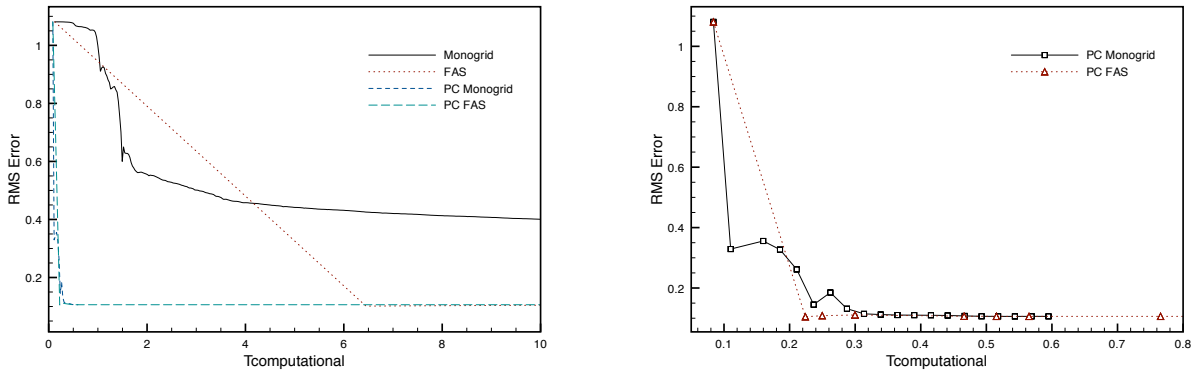 RMS Error
1
0.8
0.6
0.4
0.2
0
2
4
6
8
10
Tcomputational
Monogrid
FAS
PC Monogrid
PC FAS
RMS Error
1
0.8
0.6
0.4
0.2
0.1
0.2
0.3
0.4
0.5
0.6
0.7
0.8
Tcomputational
PC Monogrid
PC FAS